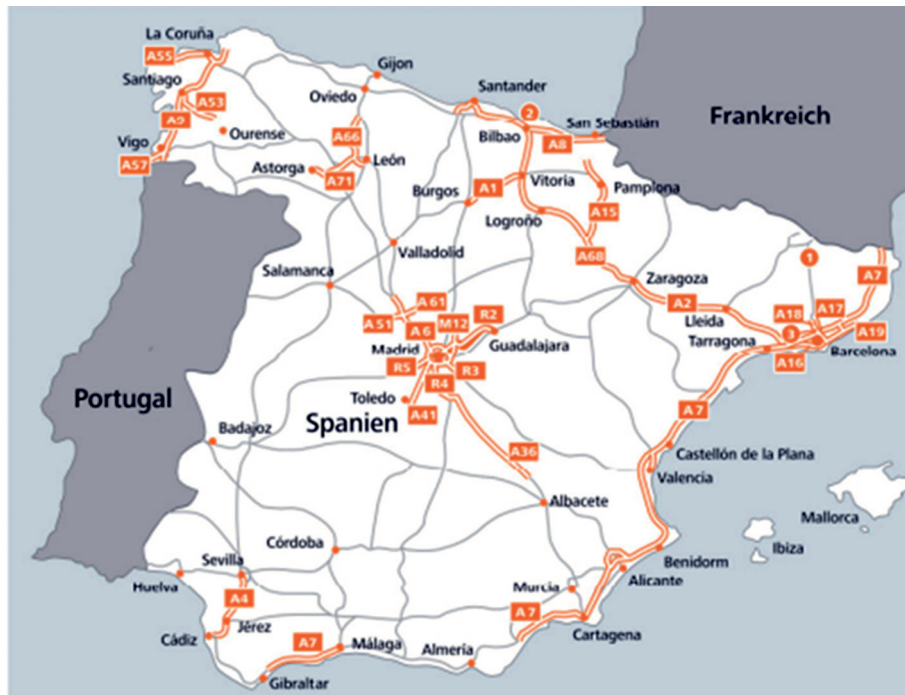 La Coruña
A55
Gijon
Santander
Santiago
A53
Oviedo
2
San Sebastián
Frankreich
A9
Ourense
A66
Bilbao
A8
Vigo
León
A57
Astorga
A71
Burgos
A1
Vitoria
Pamplona
A15
Logroño
Valladolid
A68
1
Salamanca
Zaragoza
A7
A61
A2
A51
A6
M12
R2
Lleida
A18
A17
3
A19
Madrid
Guadalajara
Tarragona
Barcelona
R5
R3
A16
R4
Toledo
A41
Portugal
Spanien
A7
Badajoz
A36
Castellón de la Plana
Valencia
Albacete
Mallorca
Córdoba
Ibiza
Sevilla
Benidorm
Huelva
Murcia
Alicante
A4
A7
Cádiz
Jérez
A7
Málaga
Almería
Cartagena
Gibraltar